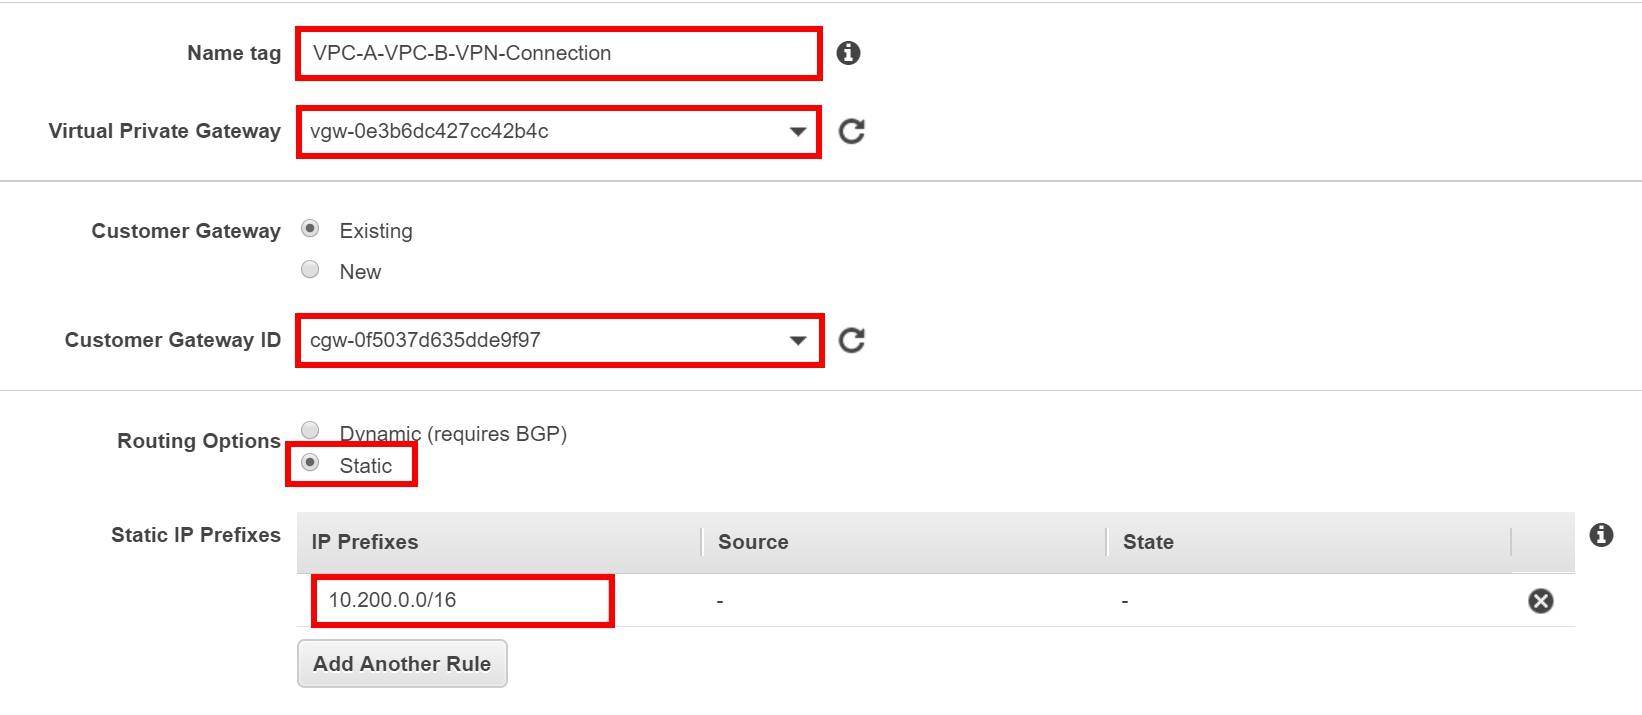 Name tag VPC-A-VPC-B-VPN-Connection
Virtual Private Gateway vgw-0e3b6dc427cc42b4c
Customer Gateway Existing
New
Customer Gateway ID cgw-0f5037d635dde9f97
Routing Options Dynamic (requires BGP)
Static
Static IP Prefixes IP Prefixes Source State
10.200.0.0/16 - -
Add Another Rule